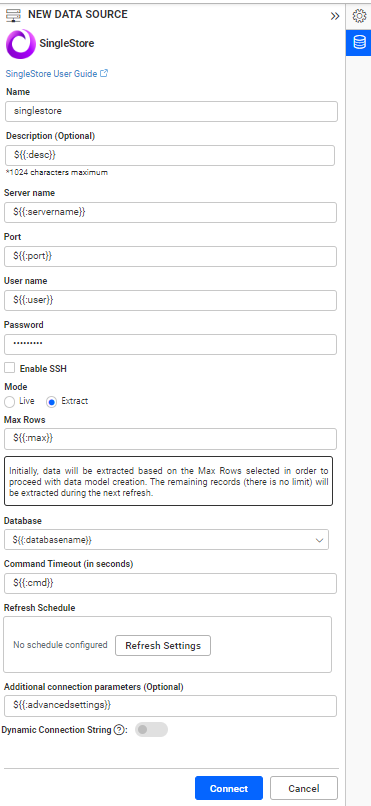 NEW DATA SOURCE
SingleStore
SingleStore User Guide
Name
singlestore
Description (Optional)
${{:desc}}
*1024 characters maximum
Server name
${{:servername}}
Port
${{:port}}
User name
${{:user}}
Password
•••••••••
Enable SSH
Mode
Live Extract
Max Rows
${{:max}}
Initially, data will be extracted based on the Max Rows selected in order to
proceed with data model creation. The remaining records (there is no limit) will
be extracted during the next refresh.
Database
${{:databasename}}
Command Timeout (in seconds)
${{:cmd}}
Refresh Schedule
No schedule configured Refresh Settings
Additional connection parameters (Optional)
${{:advancedsettings}}
Dynamic Connection String ? :
Connect Cancel